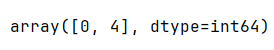 array([0, 4], dtype=int64)